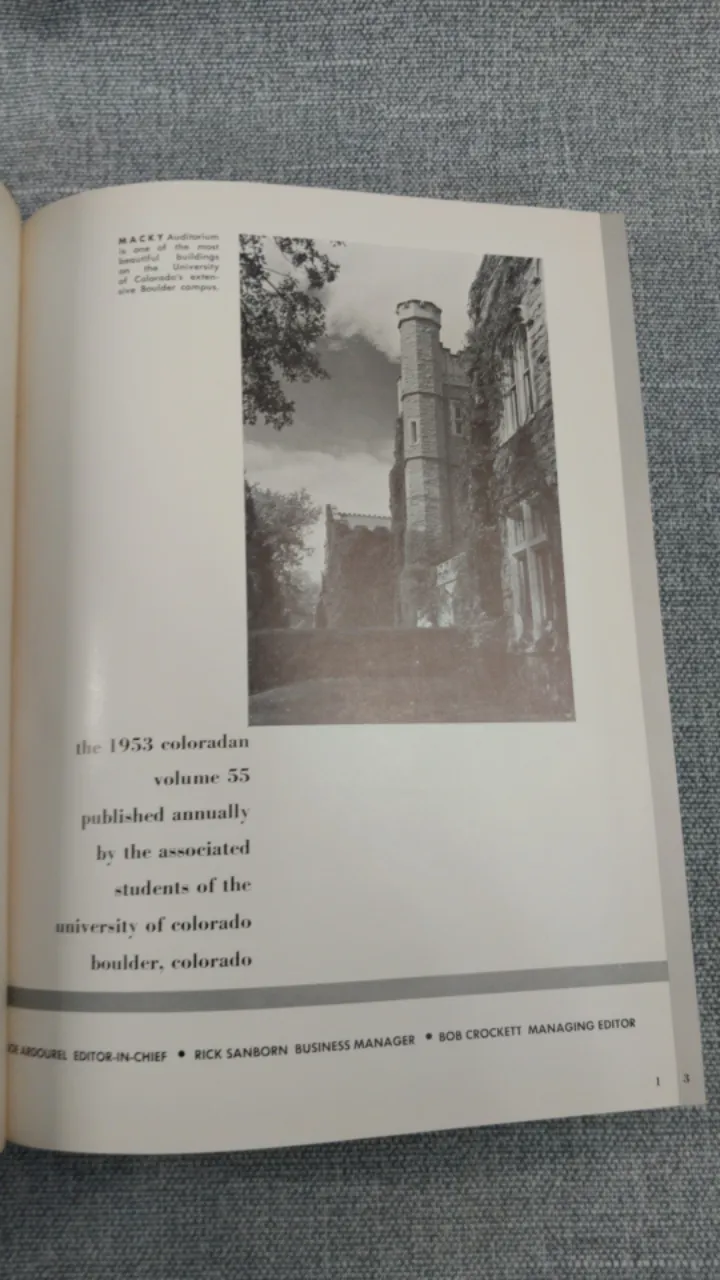 MACKY Auditorium
is one of the most
beautiful buildings
on the University
of Colorado's exten-
sive Boulder campus.
the 1953 coloradan
volume 55
published annually
by the associated
students of the
university of colorado
boulder, colorado
ARDOUREL EDITOR-IN-CHIEF • RICK SANBORN BUSINESS MANAGER • BOB CROCKETT MANAGING EDITOR
1 3